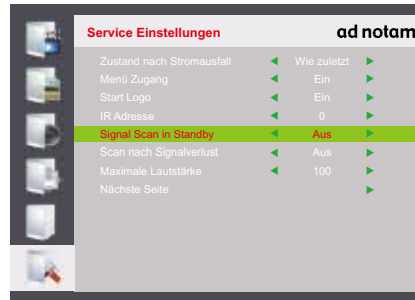 Service Einstellungen
ad notam
Zustand nach Stromausfall Wie zuletzt
Menü Zugang Ein
Start Logo Ein
IR Adresse 0
Signal Scan in Standby Aus
Scan nach Signalverlust Aus
Maximale Lautstärke 100
Nächste Seite